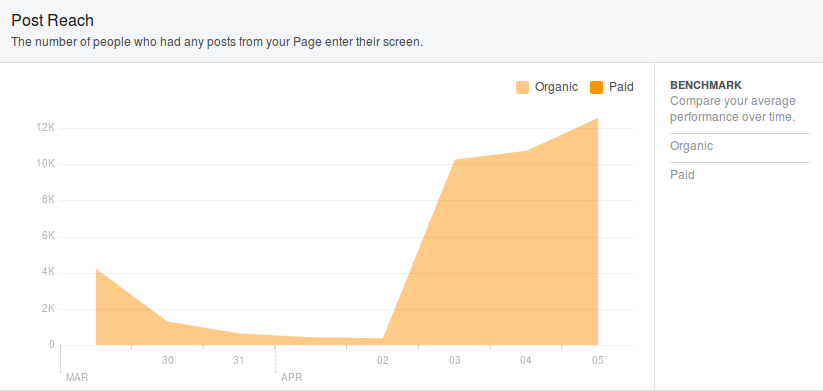 Post Reach
The number of people who had any posts from your Page enter their screen.
Organic Paid
BENCHMARK
Compare your average
performance over time.
Organic
Paid
12K
10K
8K
6K
4K
2K
0
30 31 02 03 04 05
MAR APR